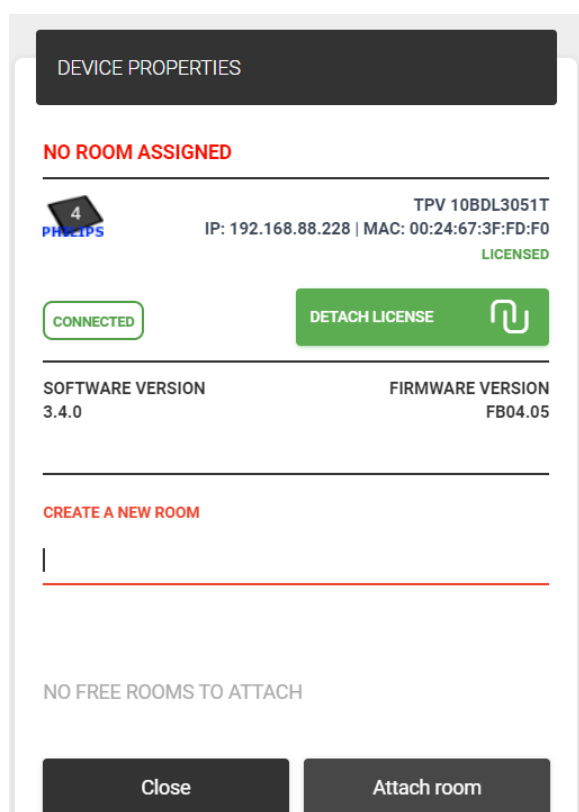 DEVICE PROPERTIES
NO ROOM ASSIGNED
4
PHILIPS
TPV 10BDL3051T
IP: 192.168.88.228 | MAC: 00:24:67:3F:FD:F0
LICENSED
CONNECTED
DETACH LICENSE
SOFTWARE VERSION
3.4.0
FIRMWARE VERSION
FB04.05
CREATE A NEW ROOM
NO FREE ROOMS TO ATTACH
Close
Attach room